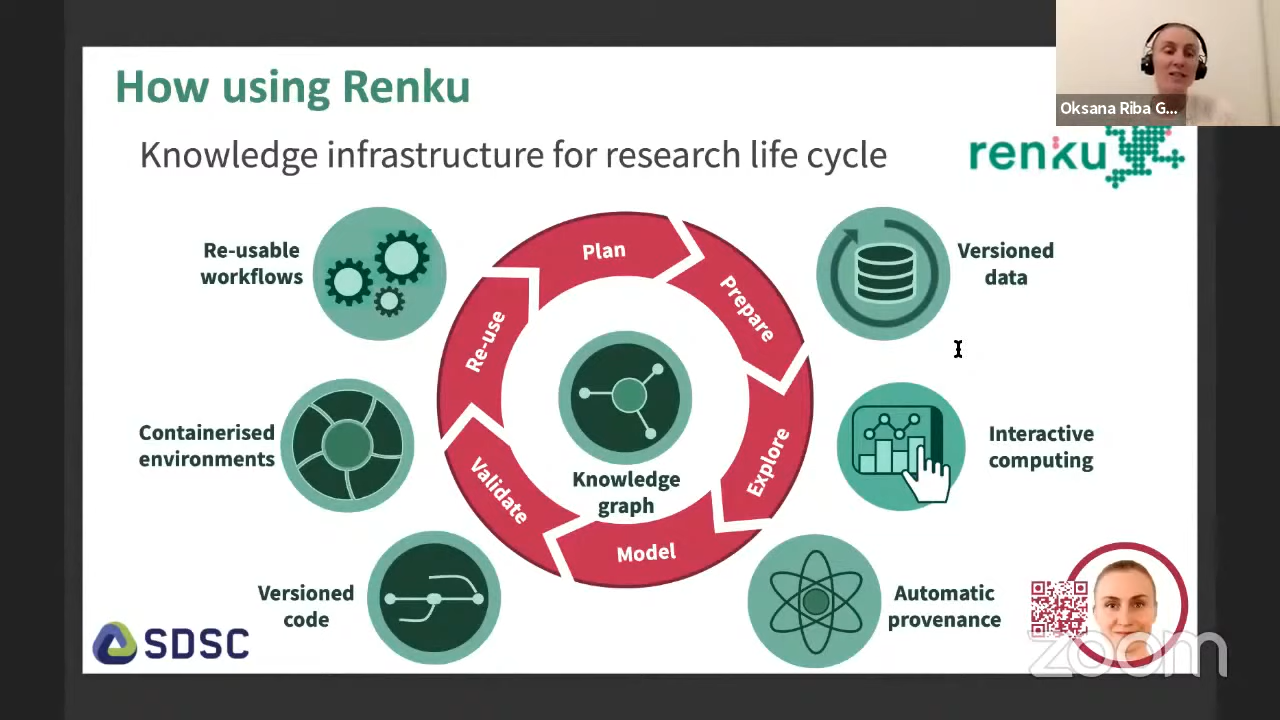 How using Renku
Oksana Riba G...
Knowledge infrastructure for research life cycle
renku
Re-usable
workflows
Plan
Prepare
Versioned
data
Re-use
Containerised
environments
Knowledge
graph
Explore
Interactive
computing
Validate
Model
Versioned
code
Automatic
provenance
SDSC
zoom